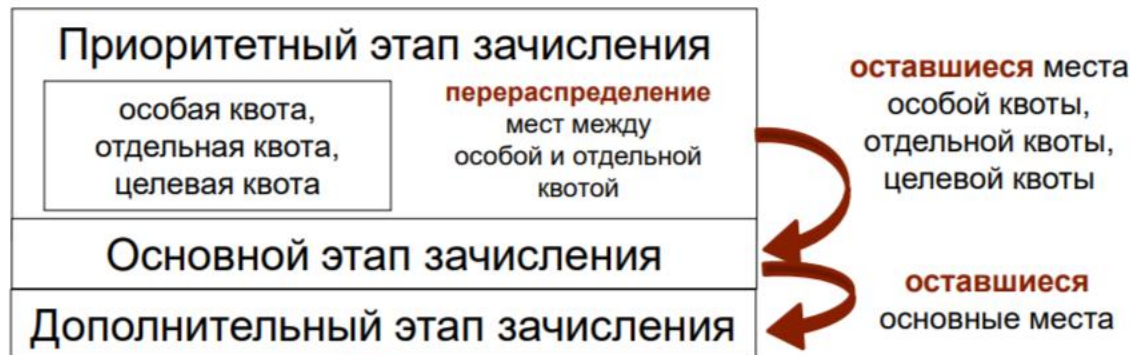 Приоритетный этап зачисления
особая квота,
отдельная квота,
целевая квота
перераспределение
мест между
особой и отдельной
квотой
оставшиеся места
особой квоты,
отдельной квоты,
целевой квоты
Основной этап зачисления
оставшиеся
основные места
Дополнительный этап зачисления